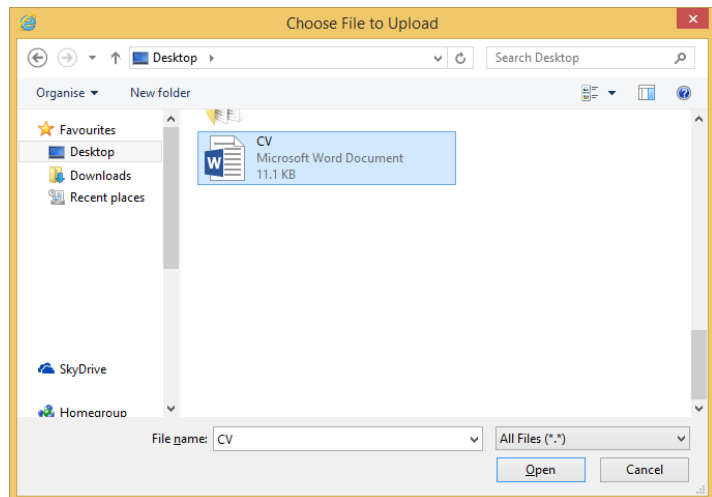 Choose File to Upload
Desktop
Search Desktop
Organise
New folder
Favourites
Desktop
Downloads
Recent places
SkyDrive
Homegroup
CV
Microsoft Word Document
11.1 KB
File name: CV
All Files (*.*)
Open
Cancel